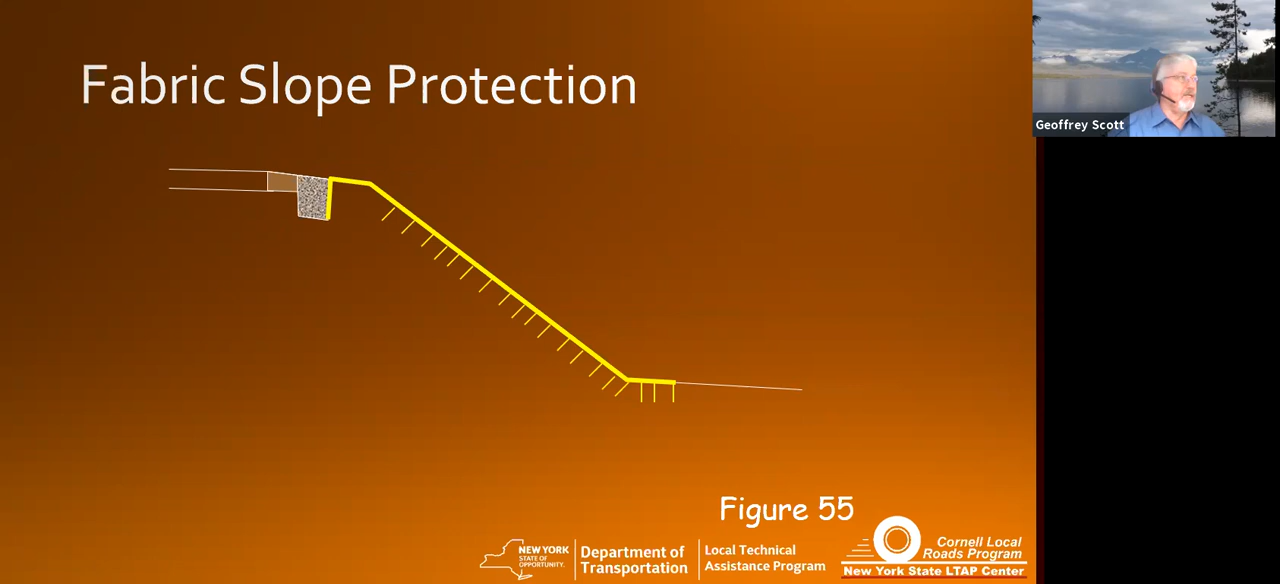 Fabric Slope Protection
Geoffrey Scott
Figure 55
NEW YORK
STATE OF
OPPORTUNITY.
Department of
Transportation
Local Technical
Assistance Program
Cornell Local
Roads Program
New York State LTAP Center